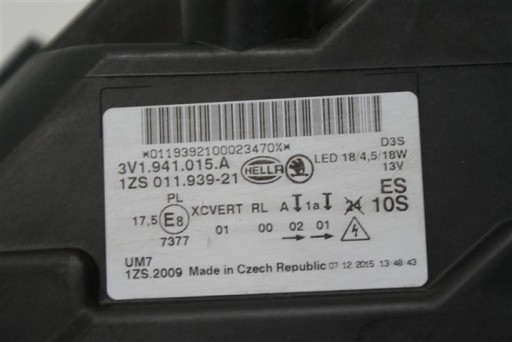 *0119392100023470%*
D3S
3V1.941.015.A HELLA LED 18/4,5/18W
1ZS 011.939-21 13V
PL ES
17.5 E8 XCVERT RL A 1a 24 10S
7377 01 00 02 01
UM7
1ZS.2009 Made in Czech Republic 07 12 2015 13:48:43